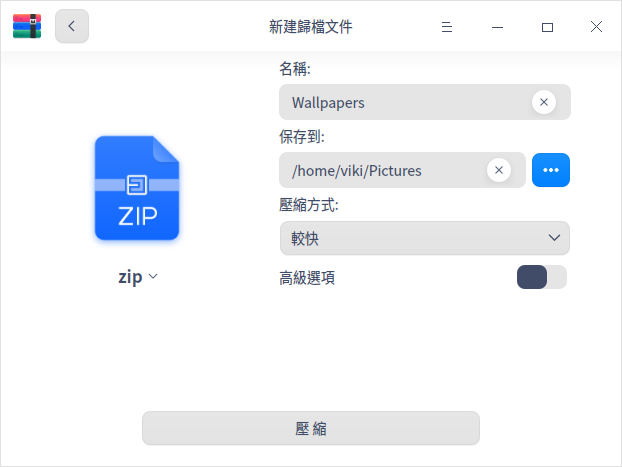 新建歸檔文件
名稱:
Wallpapers
保存到:
/home/viki/Pictures
ZIP
壓縮方式:
較快
zip
高級選項
壓縮